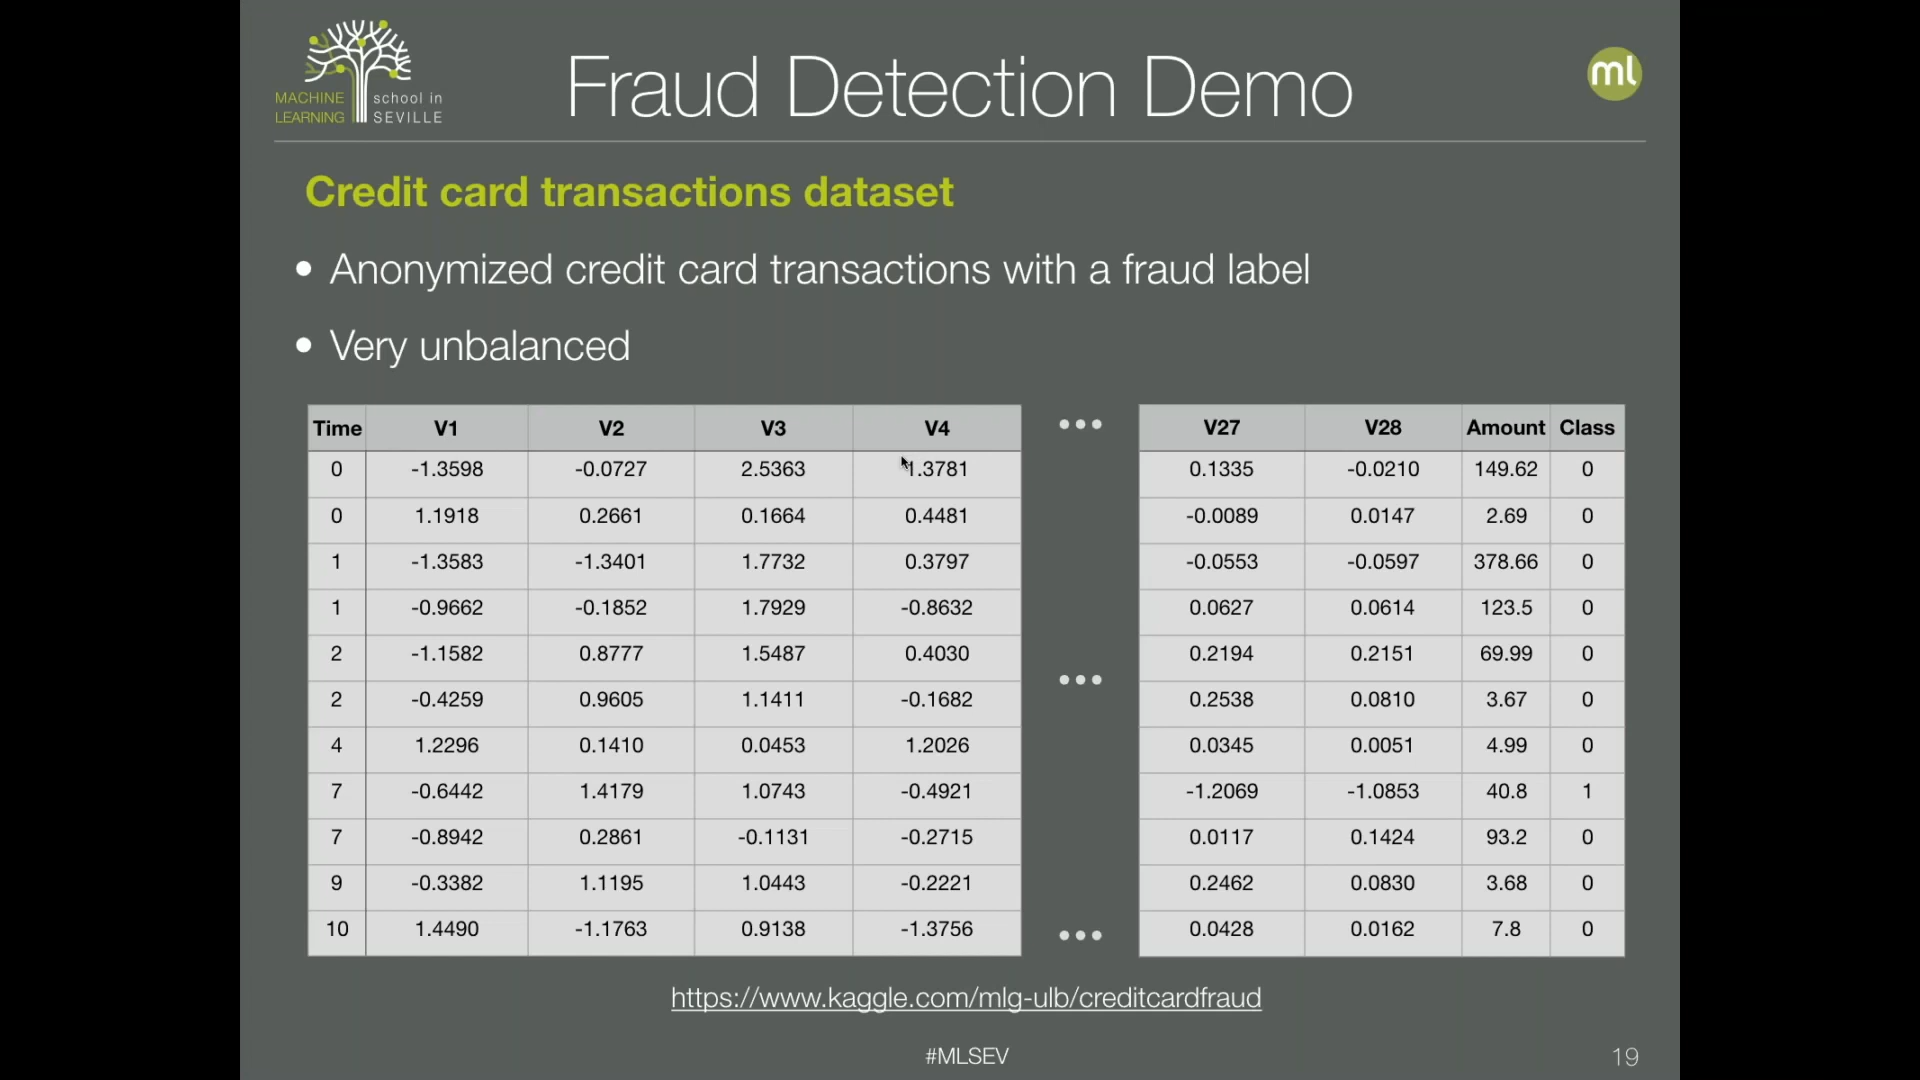 MACHINE LEARNING school in SEVILLE
Fraud Detection Demo
ml
Credit card transactions dataset
• Anonymized credit card transactions with a fraud label
• Very unbalanced
Time V1 V2 V3 V4 ••• V27 V28 Amount Class
0 -1.3598 -0.0727 2.5363 1.3781 0.1335 -0.0210 149.62 0
0 1.1918 0.2661 0.1664 0.4481 -0.0089 0.0147 2.69 0
1 -1.3583 -1.3401 1.7732 0.3797 -0.0553 -0.0597 378.66 0
1 -0.9662 -0.1852 1.7929 -0.8632 0.0627 0.0614 123.5 0
2 -1.1582 0.8777 1.5487 0.4030 ••• 0.2194 0.2151 69.99 0
2 -0.4259 0.9605 1.1411 -0.1682 0.2538 0.0810 3.67 0
4 1.2296 0.1410 0.0453 1.2026 0.0345 0.0051 4.99 0
7 -0.6442 1.4179 1.0743 -0.4921 -1.2069 -1.0853 40.8 1
7 -0.8942 0.2861 -0.1131 -0.2715 0.0117 0.1424 93.2 0
9 -0.3382 1.1195 1.0443 -0.2221 0.2462 0.0830 3.68 0
10 1.4490 -1.1763 0.9138 -1.3756 ••• 0.0428 0.0162 7.8 0
https://www.kaggle.com/mlg-ulb/creditcardfraud
#MLSEV
19